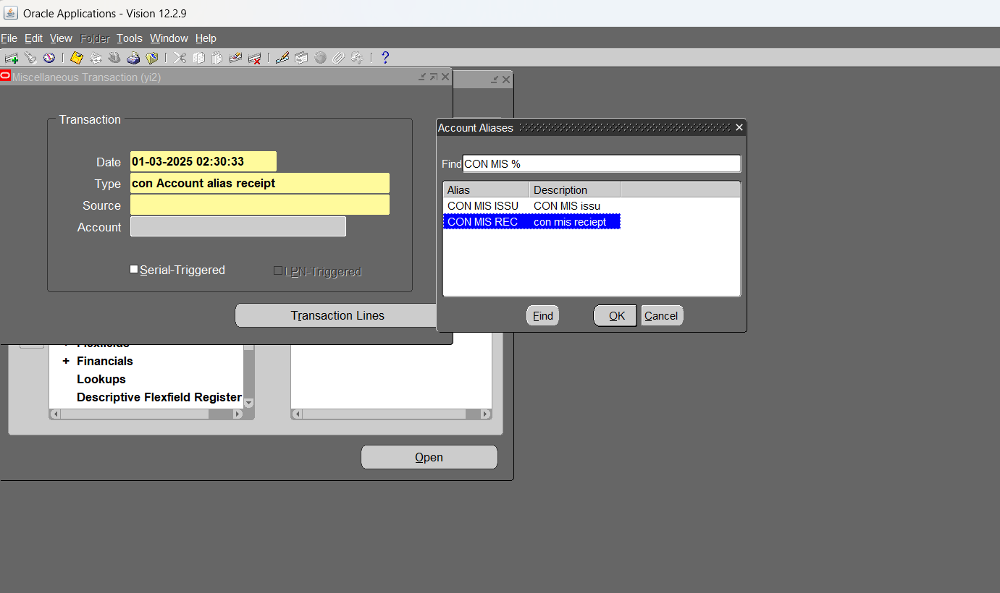 Oracle Applications - Vision 12.2.9
File Edit View Folder Tools Window Help
Miscellaneous Transaction (yi2)
Transaction
Date 01-03-2025 02:30:33
Type con Account alias receipt
Source
Account
Serial-Triggered LPN-Triggered
Transaction Lines
Account Aliases
Find CON MIS %
Alias Description
CON MIS ISSU CON MIS issu
CON MIS REC con mis reciept
Find OK Cancel
+ Financials
Lookups
Descriptive Flexfield Register
Open